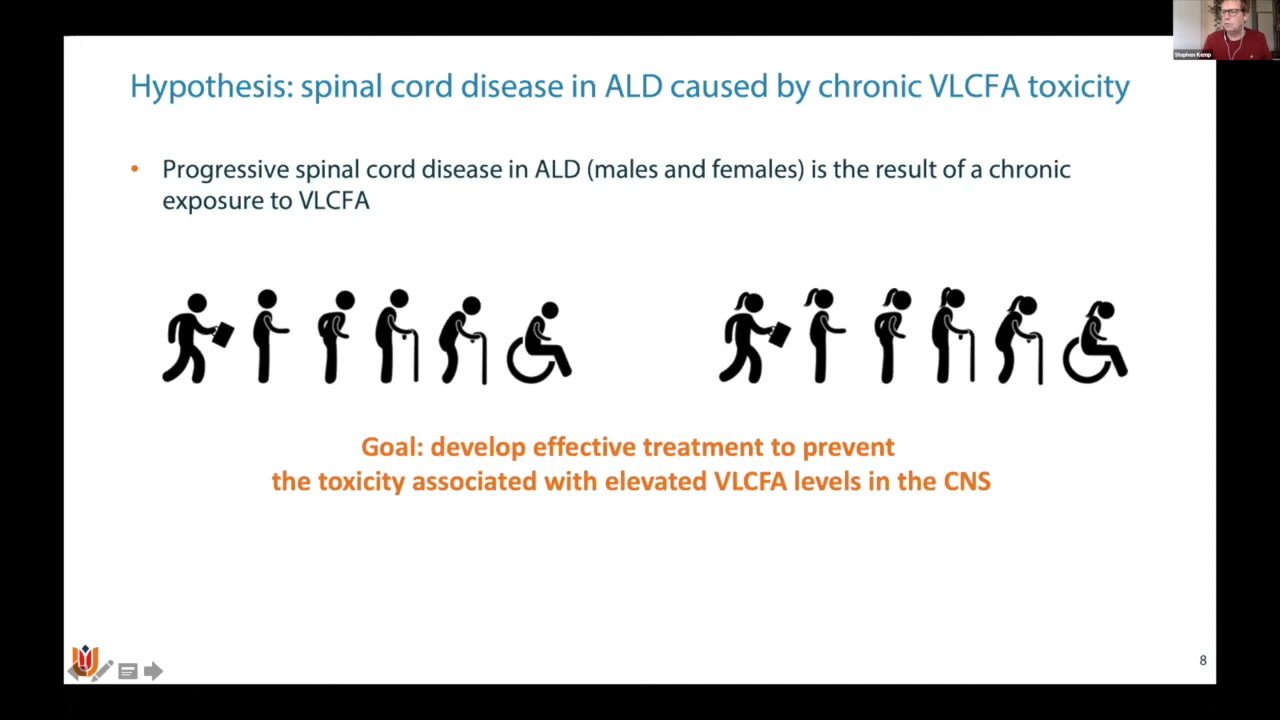 Stephen Kemp
Hypothesis: spinal cord disease in ALD caused by chronic VLCFA toxicity
• Progressive spinal cord disease in ALD (males and females) is the result of a chronic
exposure to VLCFA
Goal: develop effective treatment to prevent
the toxicity associated with elevated VLCFA levels in the CNS
8